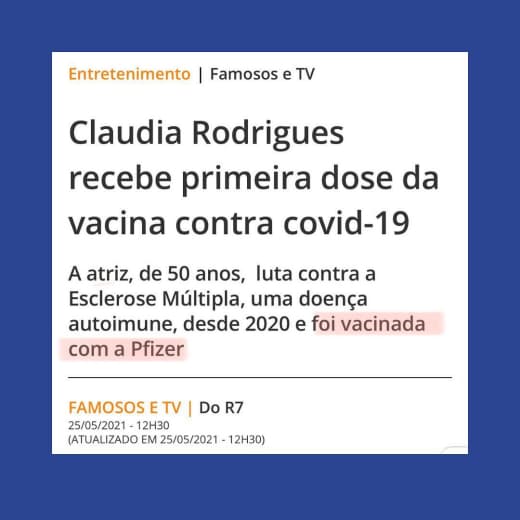 Entretenimento | Famosos e TV
Claudia Rodrigues
recebe primeira dose da
vacina contra covid-19
A atriz, de 50 anos, luta contra a
Esclerose Múltipla, uma doença
autoimune, desde 2020 e foi vacinada
com a Pfizer
FAMOSOS E TV | Do R7
25/05/2021 - 12H30
(ATUALIZADO EM 25/05/2021 - 12H30)